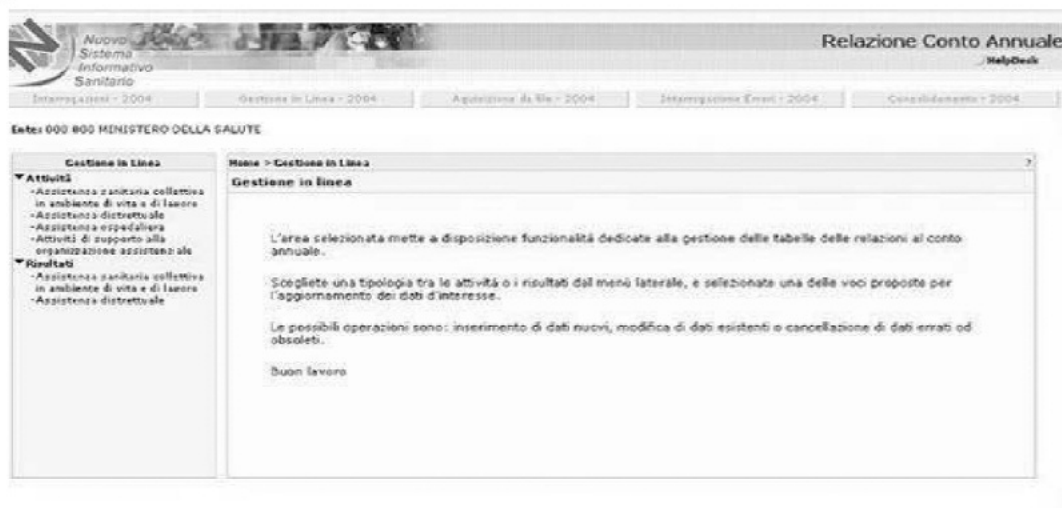 Nuovo
Sistema
Informativo
Sanitario
Relazione Conto Annuale
HelpDesk
Interrogazioni - 2004
Gestione in Linea - 2004
Aquisizione da file - 2004
Interrogazione Errori - 2004
Consolidamento - 2004
Ente: 000 000 MINISTERO DELLA SALUTE
Gestione in Linea
Attività
-Assistenza sanitaria collettiva
in ambiente di vita e di lavoro
-Assistenza distrettuale
-Assistenza ospedaliera
-Attività di supporto alla
organizzazione assistenziale
Risultati
-Assistenza sanitaria collettiva
in ambiente di vita e di lavoro
-Assistenza distrettuale
Home > Gestione in Linea
?
Gestione in linea
L'area selezionata mette a disposizione funzionalità dedicate alla gestione delle tabelle delle relazioni al conto
annuale.
Scegliete una tipologia tra le attività o i risultati dal menù laterale, e selezionate una delle voci proposte per
l'aggiornamento dei dati d'interesse.
Le possibili operazioni sono: inserimento di dati nuovi, modifica di dati esistenti o cancellazione di dati errati od
obsoleti.
Buon lavoro